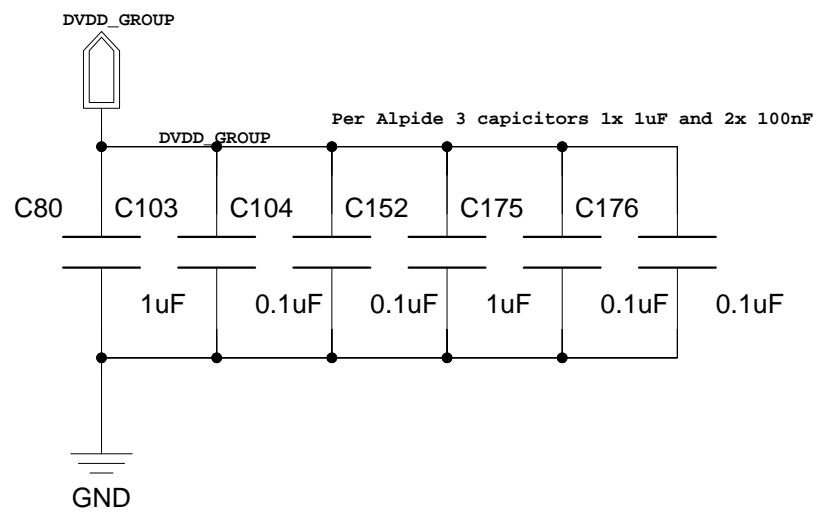 DVDD_GROUP
Per Alpide 3 capicitors 1x 1uF and 2x 100nF
DVDD_GROUP
C80 C103 C104 C152 C175 C176
1uF 0.1uF 0.1uF 1uF 0.1uF 0.1uF
GND